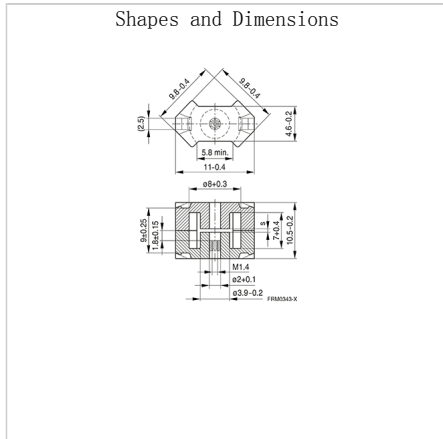 Shapes and Dimensions
9.8-0.4
9.8-0.4
(2.5)
4.6-0.2
5.8 min.
11-0.4
ø8+0.3
9±0.25
1.8±0.15
s
7+0.4
10.5-0.2
M1.4
ø2+0.1
ø3.9-0.2
FRM0343-X